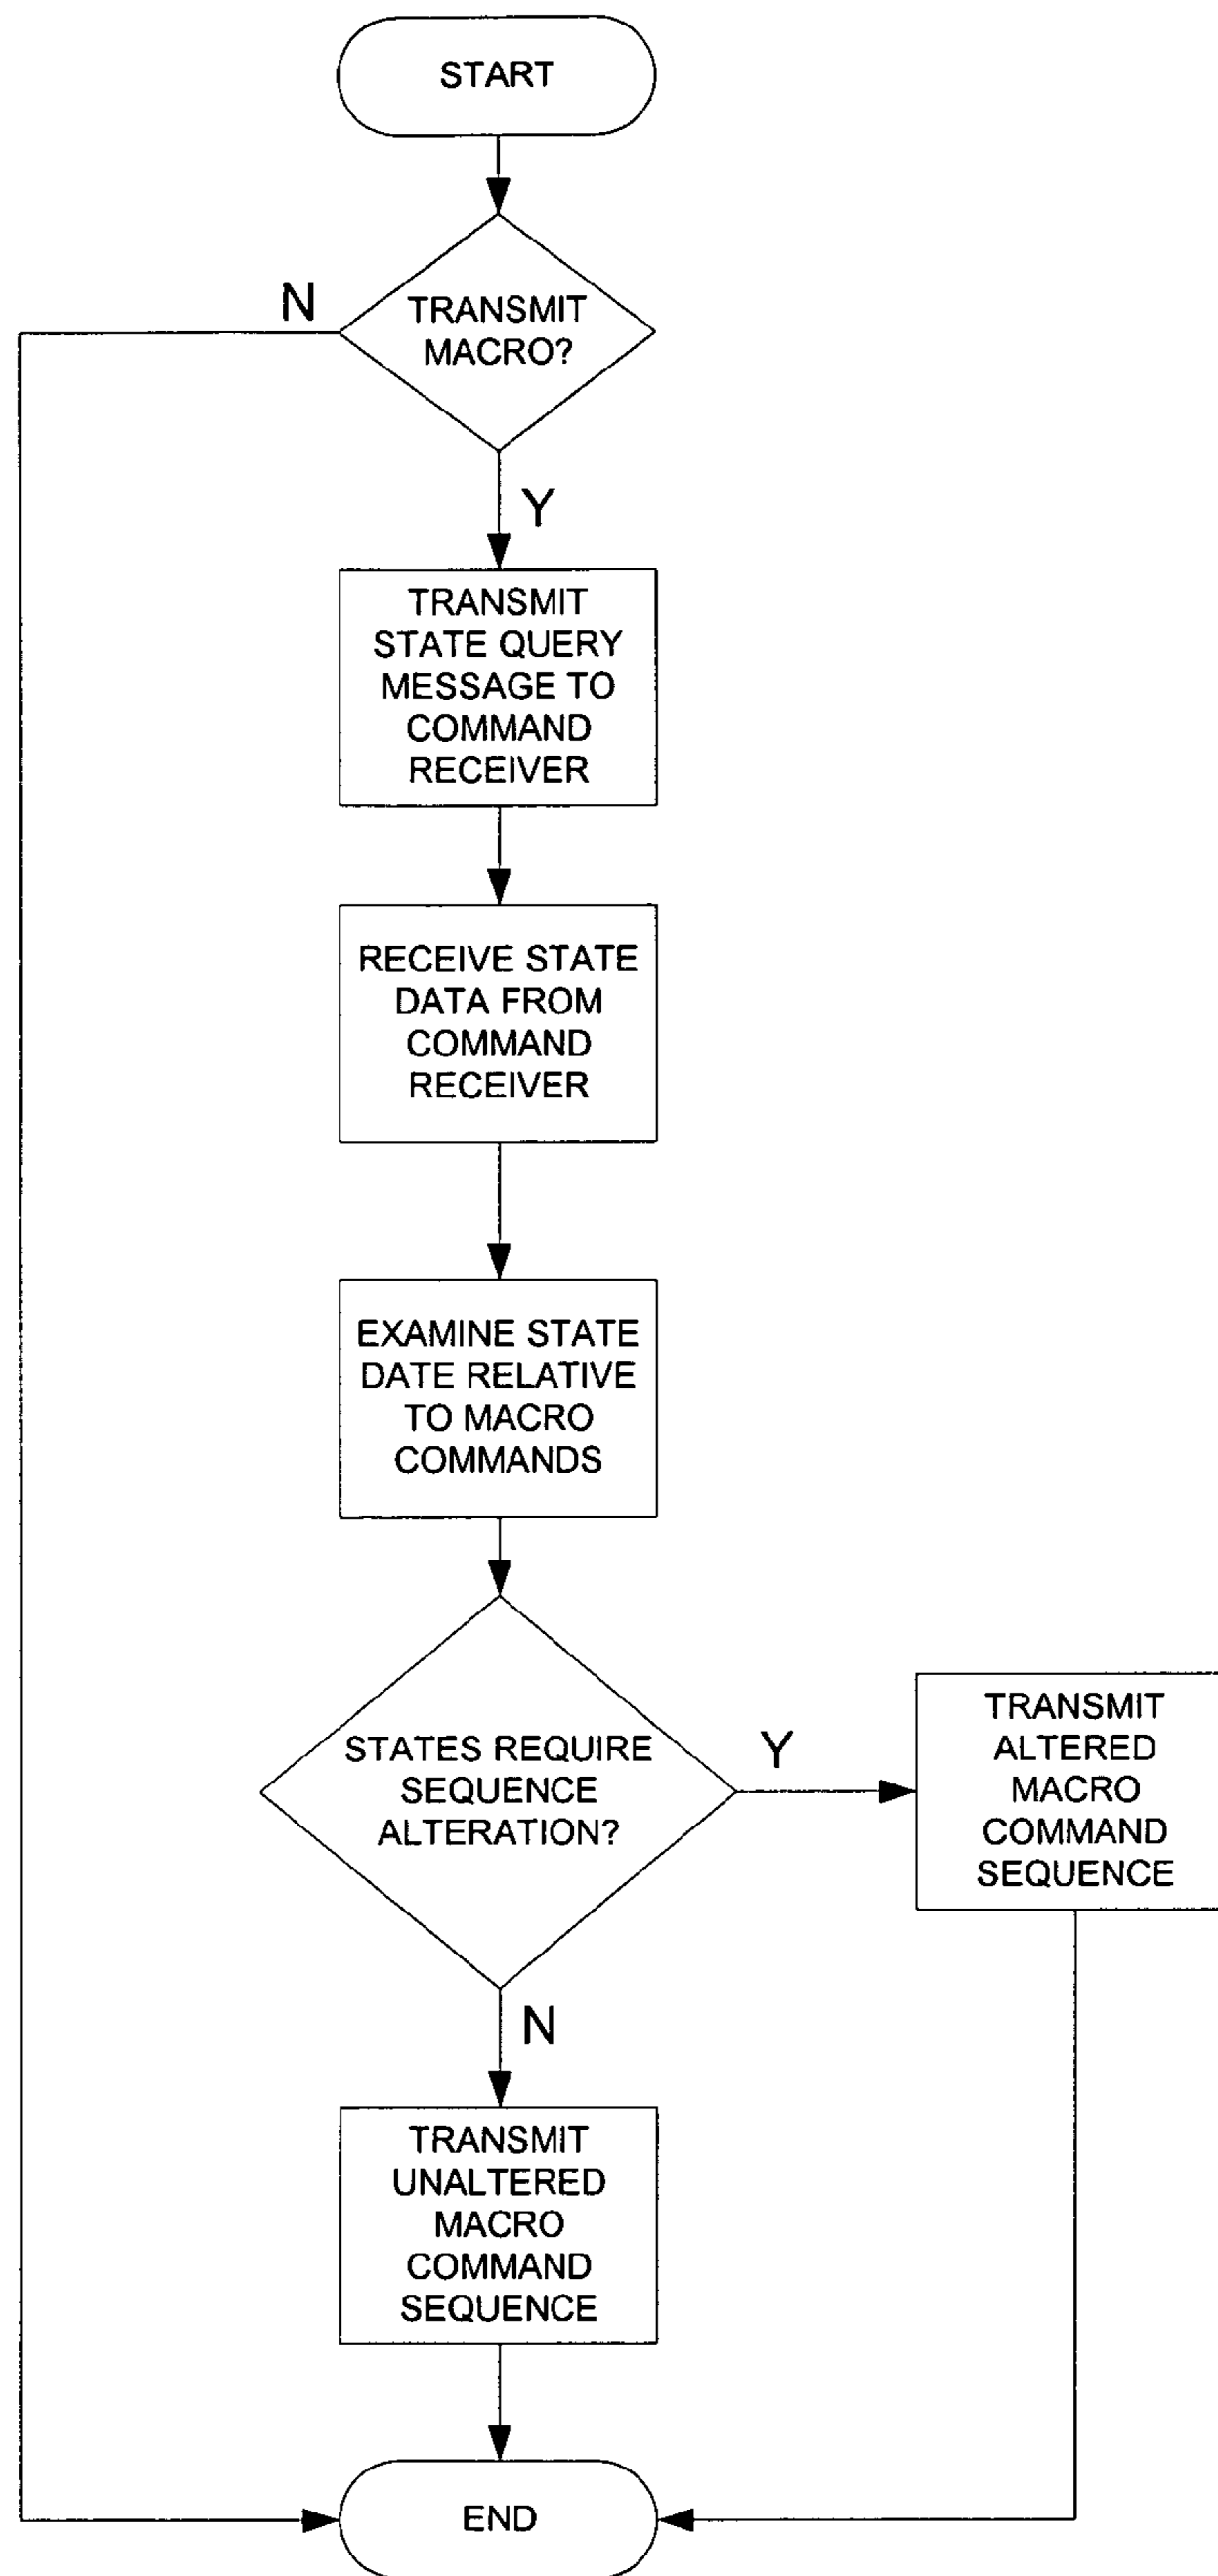 START
N
TRANSMIT
MACRO?
Y
TRANSMIT
STATE QUERY
MESSAGE TO
COMMAND
RECEIVER
RECEIVE STATE
DATA FROM
COMMAND
RECEIVER
EXAMINE STATE
DATE RELATIVE
TO MACRO
COMMANDS
STATES REQUIRE
SEQUENCE
ALTERATION?
Y
TRANSMIT
ALTERED
MACRO
COMMAND
SEQUENCE
N
TRANSMIT
UNALTERED
MACRO
COMMAND
SEQUENCE
END